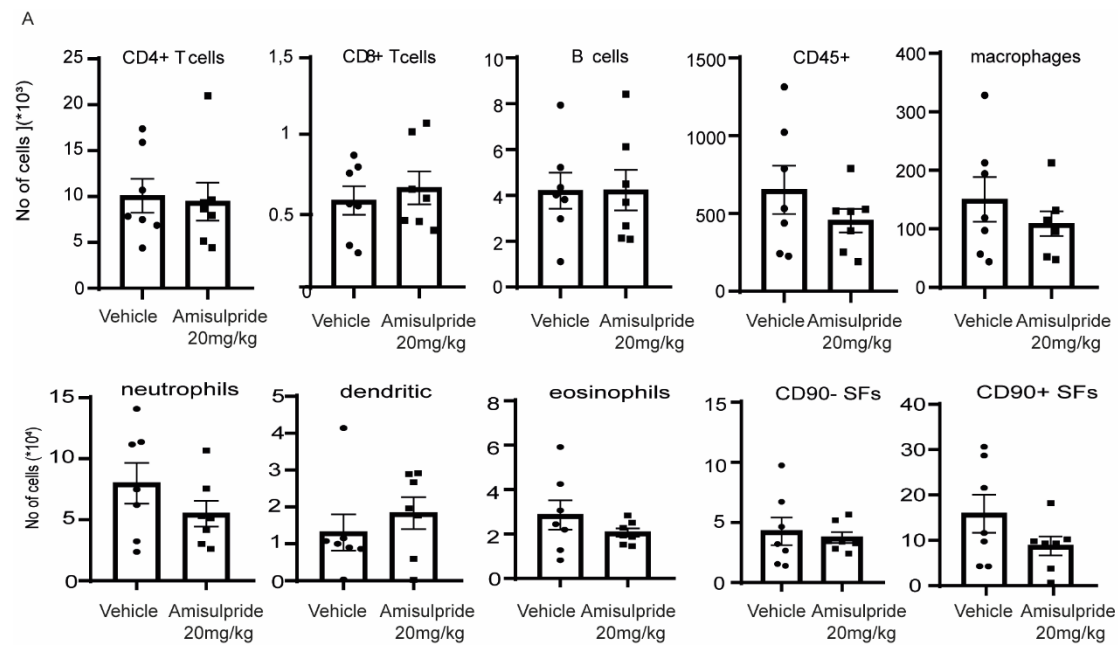 A
CD4+ T cells
25
20
15
10
5
0
No of cells ](*10³)
Vehicle
Amisulpride
20mg/kg
CD8+ Tcells
1,5
1
0.5
0
Vehicle
Amisulpride
20mg/kg
B cells
10
8
6
4
2
0
Vehicle
Amisulpride
20mg/kg
CD45+
1500
1000
500
0
Vehicle
Amisulpride
20mg/kg
macrophages
400
300
200
100
0
Vehicle
Amisulpride
20mg/kg
neutrophils
15
10
5
0
No of cells (*10⁴)
Vehicle
Amisulpride
20mg/kg
dendritic
5
4
3
2
1
0
Vehicle
Amisulpride
20mg/kg
eosinophils
8
6
4
2
0
Vehicle
Amisulpride
20mg/kg
CD90- SFs
15
10
5
0
Vehicle
Amisulpride
20mg/kg
CD90+ SFs
40
30
20
10
0
Vehicle
Amisulpride
20mg/kg